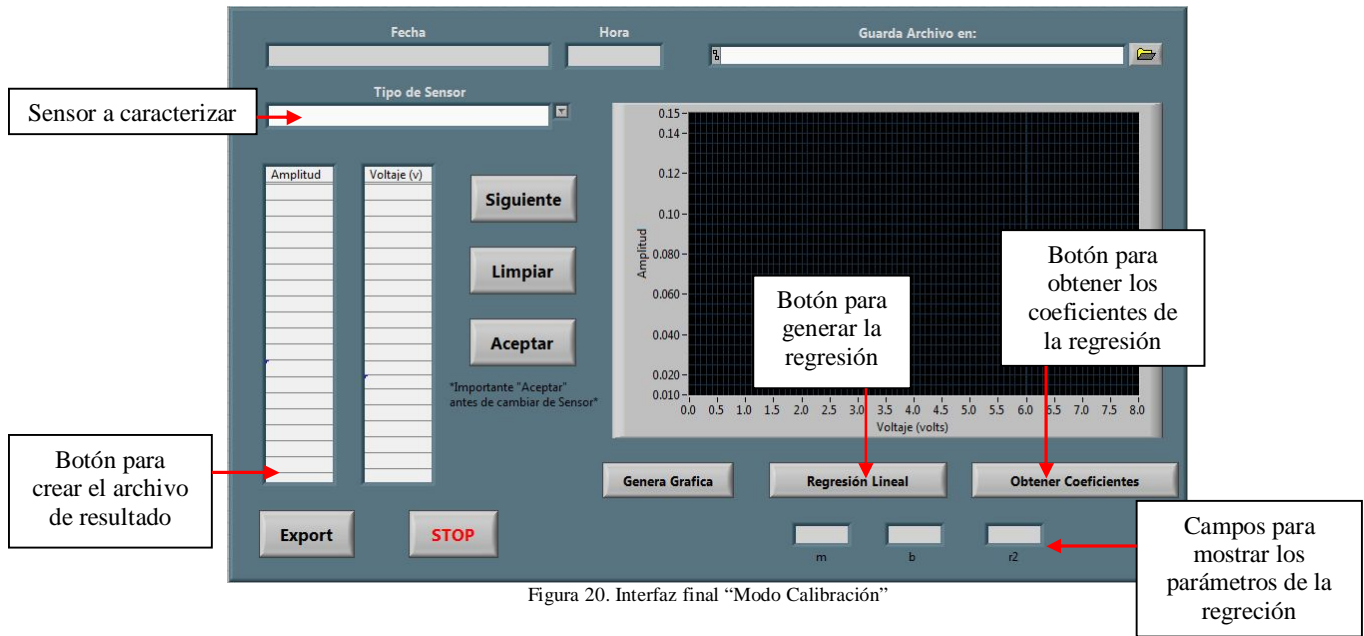 Fecha
Hora
Guarda Archivo en:
Sensor a caracterizar
Tipo de Sensor
Amplitud
Voltaje (v)
Siguiente
Limpiar
Aceptar
*Importante "Aceptar"
antes de cambiar de Sensor*
0.15
0.14
0.12
0.10
0.080
0.060
0.040
0.020
0.010
Amplitud
0.0 0.5 1.0 1.5 2.0 2.5 3.0 3.5 4.0 4.5 5.0 5.5 6.0 6.5 7.0 7.5 8.0
Voltaje (volts)
Botón para
generar la
regresión
Botón para
obtener los
coeficientes de
la regresión
Botón para
crear el archivo
de resultado
Genera Grafica
Regresión Lineal
Obtener Coeficientes
Export
STOP
m
b
r2
Campos para
mostrar los
parámetros de la
regreción
Figura 20. Interfaz final “Modo Calibración”